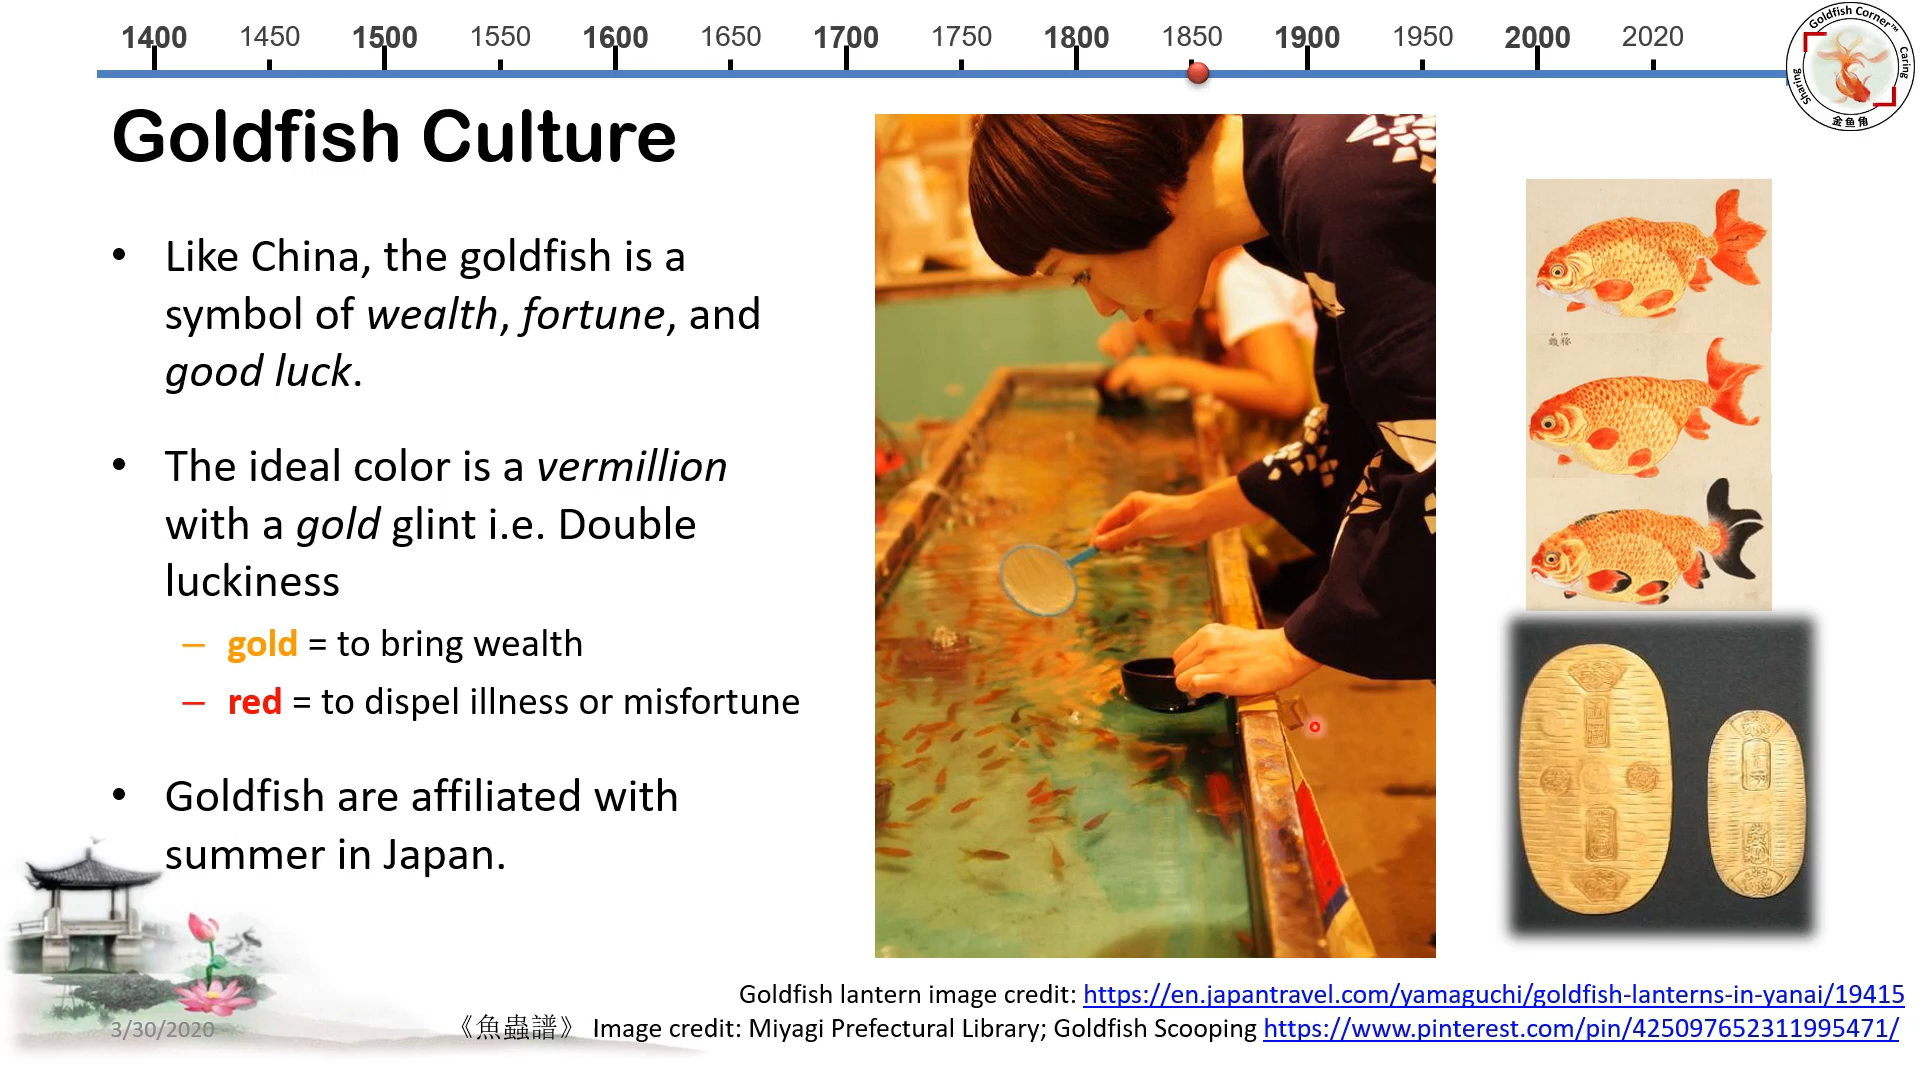 1400 1450 1500 1550 1600 1650 1700 1750 1800 1850 1900 1950 2000 2020
Goldfish Corner™ Caring
Sharing
金鱼角
Goldfish Culture
• Like China, the goldfish is a
symbol of wealth, fortune, and
good luck.
• The ideal color is a vermillion
with a gold glint i.e. Double
luckiness
– gold = to bring wealth
– red = to dispel illness or misfortune
• Goldfish are affiliated with
summer in Japan.
Goldfish lantern image credit: https://en.japantravel.com/yamaguchi/goldfish-lanterns-in-yanai/19415
3/30/2020
《魚蟲譜》 Image credit: Miyagi Prefectural Library; Goldfish Scooping https://www.pinterest.com/pin/425097652311995471/